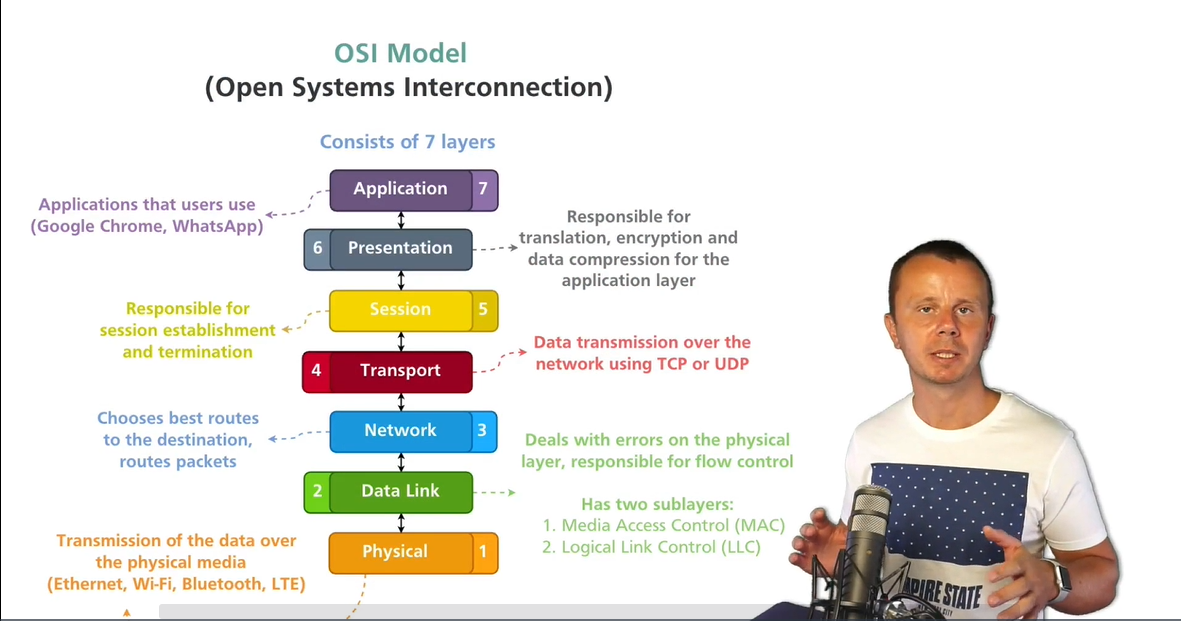 OSI Model
(Open Systems Interconnection)
Consists of 7 layers
Application 7
Applications that users use
(Google Chrome, WhatsApp)
6 Presentation
Responsible for
translation, encryption and
data compression for the
application layer
Session 5
Responsible for
session establishment
and termination
4 Transport
Data transmission over the
network using TCP or UDP
Network 3
Chooses best routes
to the destination,
routes packets
2 Data Link
Deals with errors on the physical
layer, responsible for flow control
Has two sublayers:
1. Media Access Control (MAC)
2. Logical Link Control (LLC)
Physical 1
Transmission of the data over
the physical media
(Ethernet, Wi-Fi, Bluetooth, LTE)
PIRE STATE